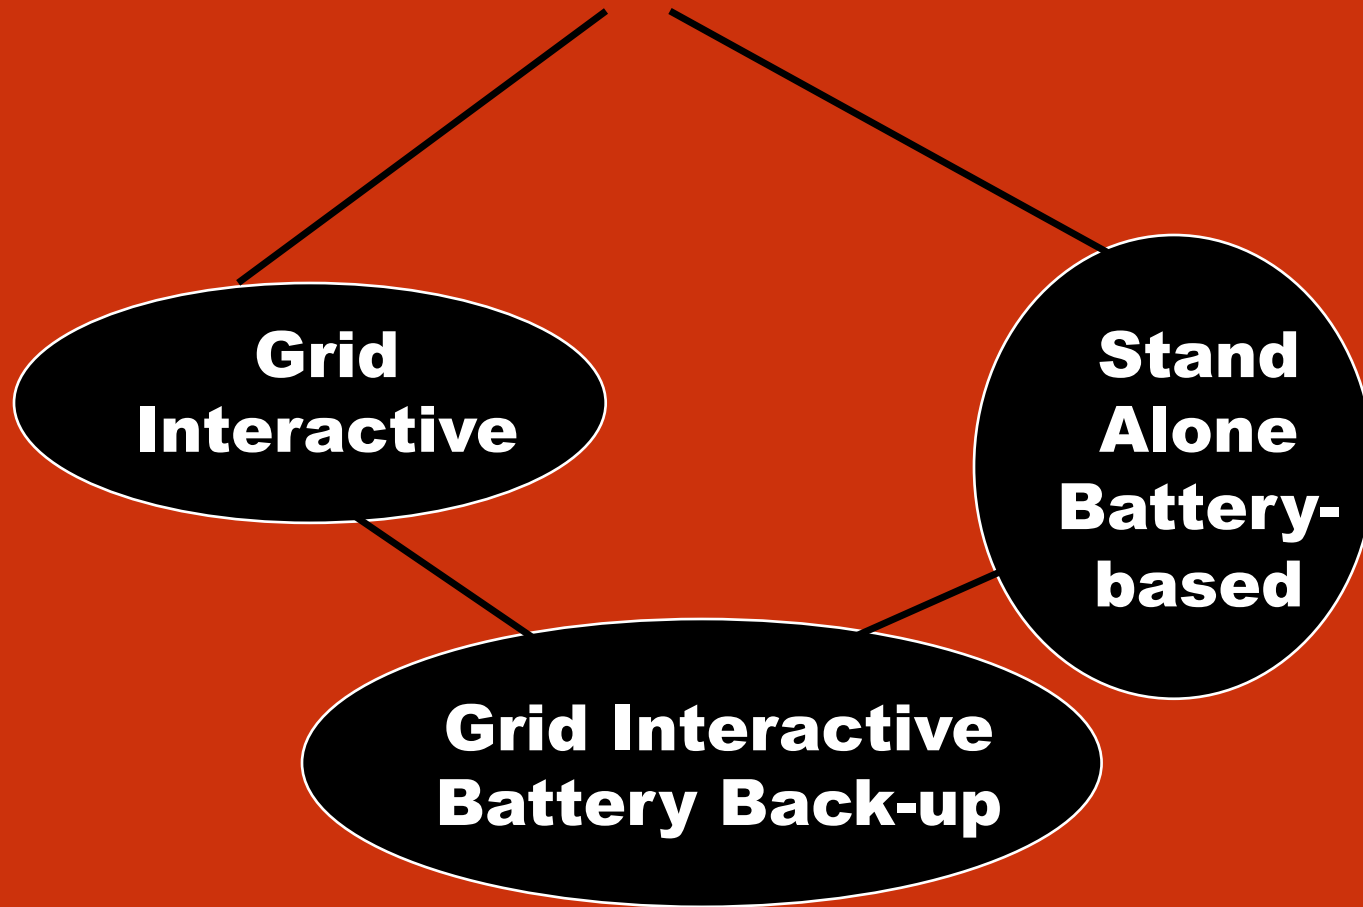 Grid
Interactive
Stand
Alone
Battery-
based
Grid Interactive
Battery Back-up